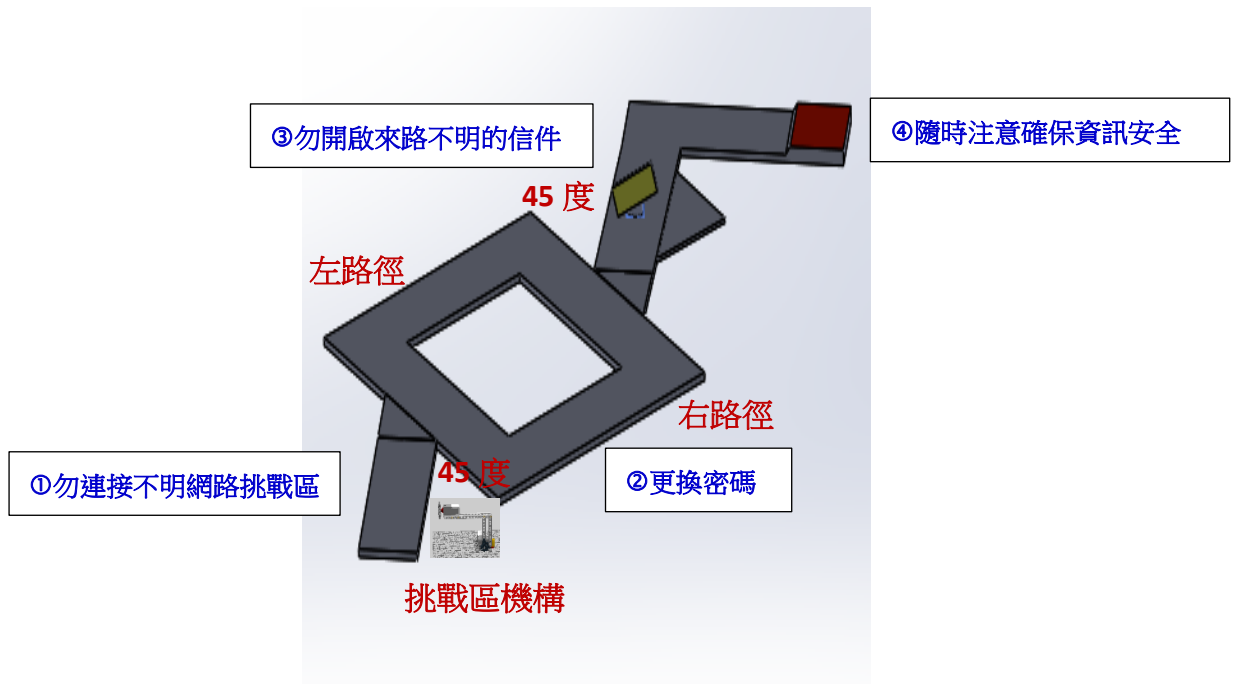 ③勿開啟來路不明的信件
④隨時注意確保資訊安全
45 度
左路徑
右路徑
①勿連接不明網路挑戰區
45 度
②更換密碼
挑戰區機構